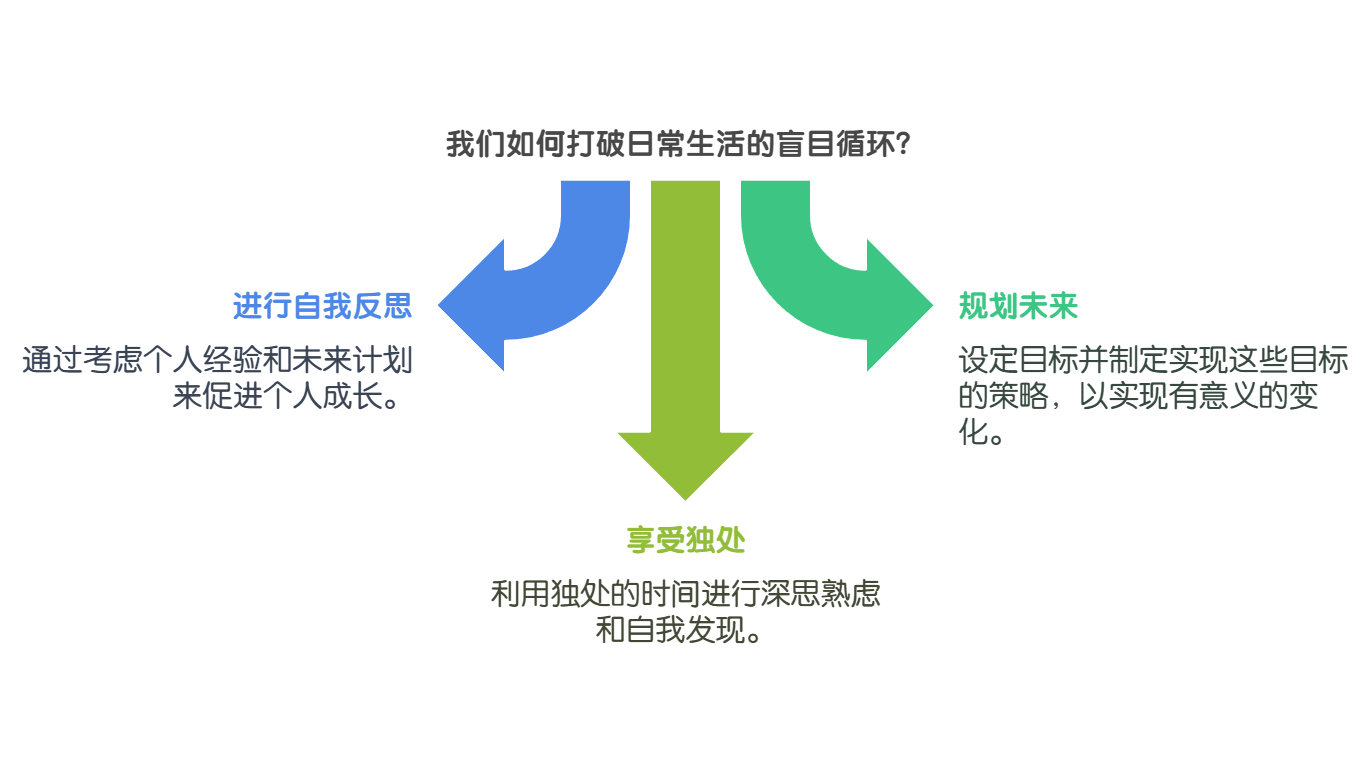 我们如何打破日常生活的盲目循环？
进行自我反思
通过考虑个人经验和未来计划
来促进个人成长。
规划未来
设定目标并制定实现这些目标
的策略，以实现有意义的变
化。
享受独处
利用独处的时间进行深思熟虑
和自我发现。